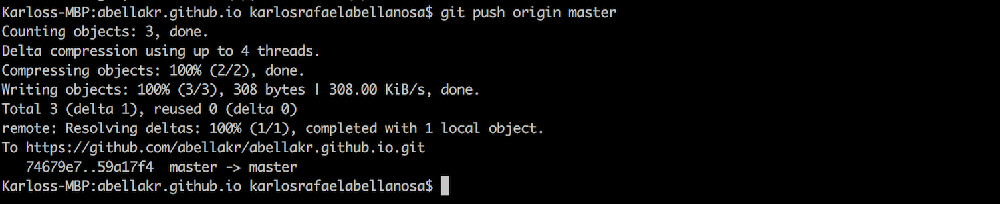 Karloss-MBP:abellakr.github.io karlosrafaelabellanosa$ git push origin master
Counting objects: 3, done.
Delta compression using up to 4 threads.
Compressing objects: 100% (2/2), done.
Writing objects: 100% (3/3), 308 bytes | 308.00 KiB/s, done.
Total 3 (delta 1), reused 0 (delta 0)
remote: Resolving deltas: 100% (1/1), completed with 1 local object.
To https://github.com/abellakr/abellakr.github.io.git
   74679e7..59a17f4  master -> master
Karloss-MBP:abellakr.github.io karlosrafaelabellanosa$